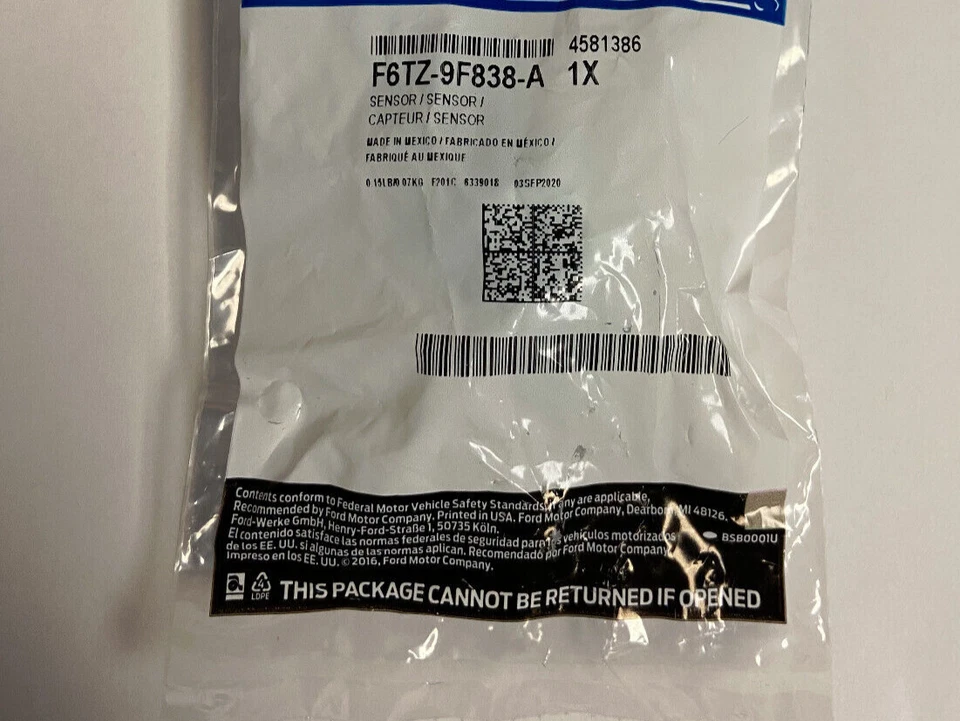 4581386
F6TZ-9F838-A 1X
SENSOR / SENSOR /
CAPTEUR / SENSOR
MADE IN MEXICO / FABRICADO EN MÉXICO /
FABRIQUÉ AU MEXIQUE
0.15LB/0.07KG F201C 6339018 03SEP2020
Contents conform to Federal Motor Vehicle Safety Standards, if any are applicable,
Recommended by Ford Motor Company. Printed in USA. Ford Motor Company, Dearborn, MI 48126.
Ford-Werke GmbH, Henry-Ford-Straße 1, 50735 Köln.
El contenido satisface las normas federales de seguridad para los vehículos motorizados
BSB00Q1U
de los EE. UU. si algunas de las normas aplican. Recomendado por Ford Motor Company
Impreso en los EE. UU. © 2016, Ford Motor Company.
4
LDPE
THIS PACKAGE CANNOT BE RETURNED IF OPENED